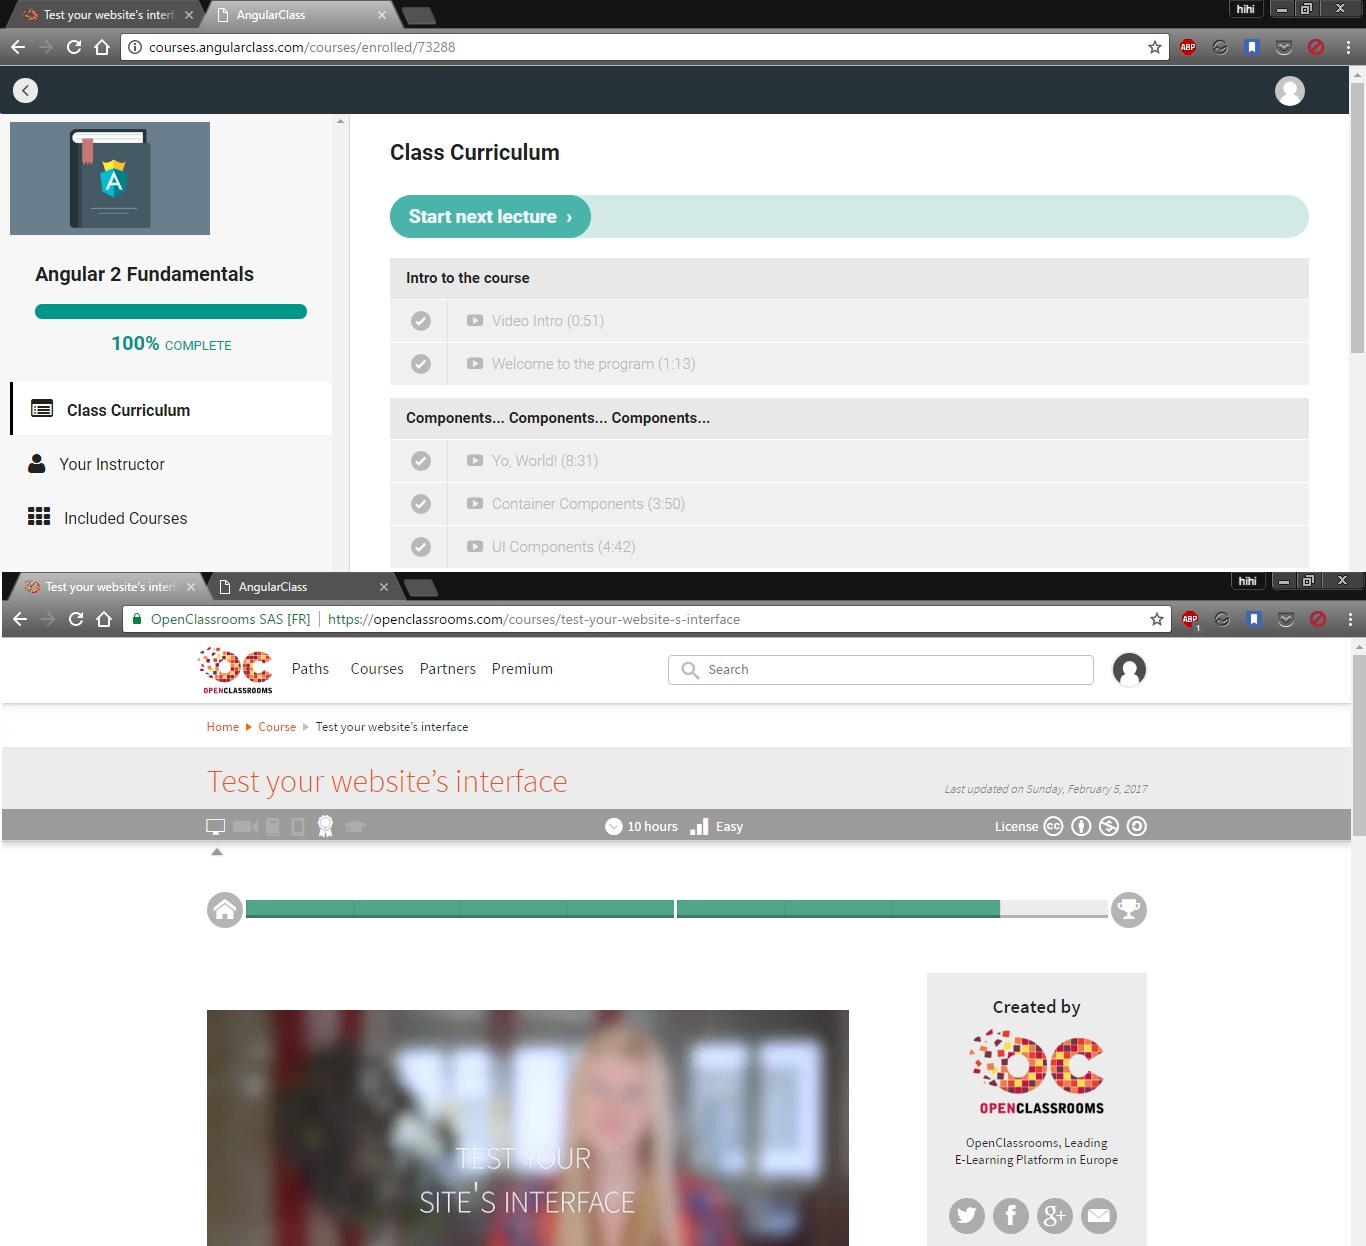 Test your website's interf
AngularClass
hihi
courses.angularclass.com/courses/enrolled/73288
ABP
A
Angular 2 Fundamentals
100% COMPLETE
Class Curriculum
Your Instructor
Included Courses
Class Curriculum
Start next lecture ›
Intro to the course
Video Intro (0:51)
Welcome to the program (1:13)
Components... Components... Components...
Yo, World! (8:31)
Container Components (3:50)
UI Components (4:42)
Test your website's interf
AngularClass
hihi
OpenClassrooms SAS [FR]
https://openclassrooms.com/courses/test-your-website-s-interface
ABP
1
OC
OPENCLASSROOMS
Paths
Courses
Partners
Premium
Search
Home
Course
Test your website's interface
Test your website's interface
Last updated on Sunday, February 5, 2017
10 hours
Easy
License
cc
Created by
OC
OPENCLASSROOMS
OpenClassrooms, Leading
E-Learning Platform in Europe
f
g+
TEST YOUR
SITE'S INTERFACE